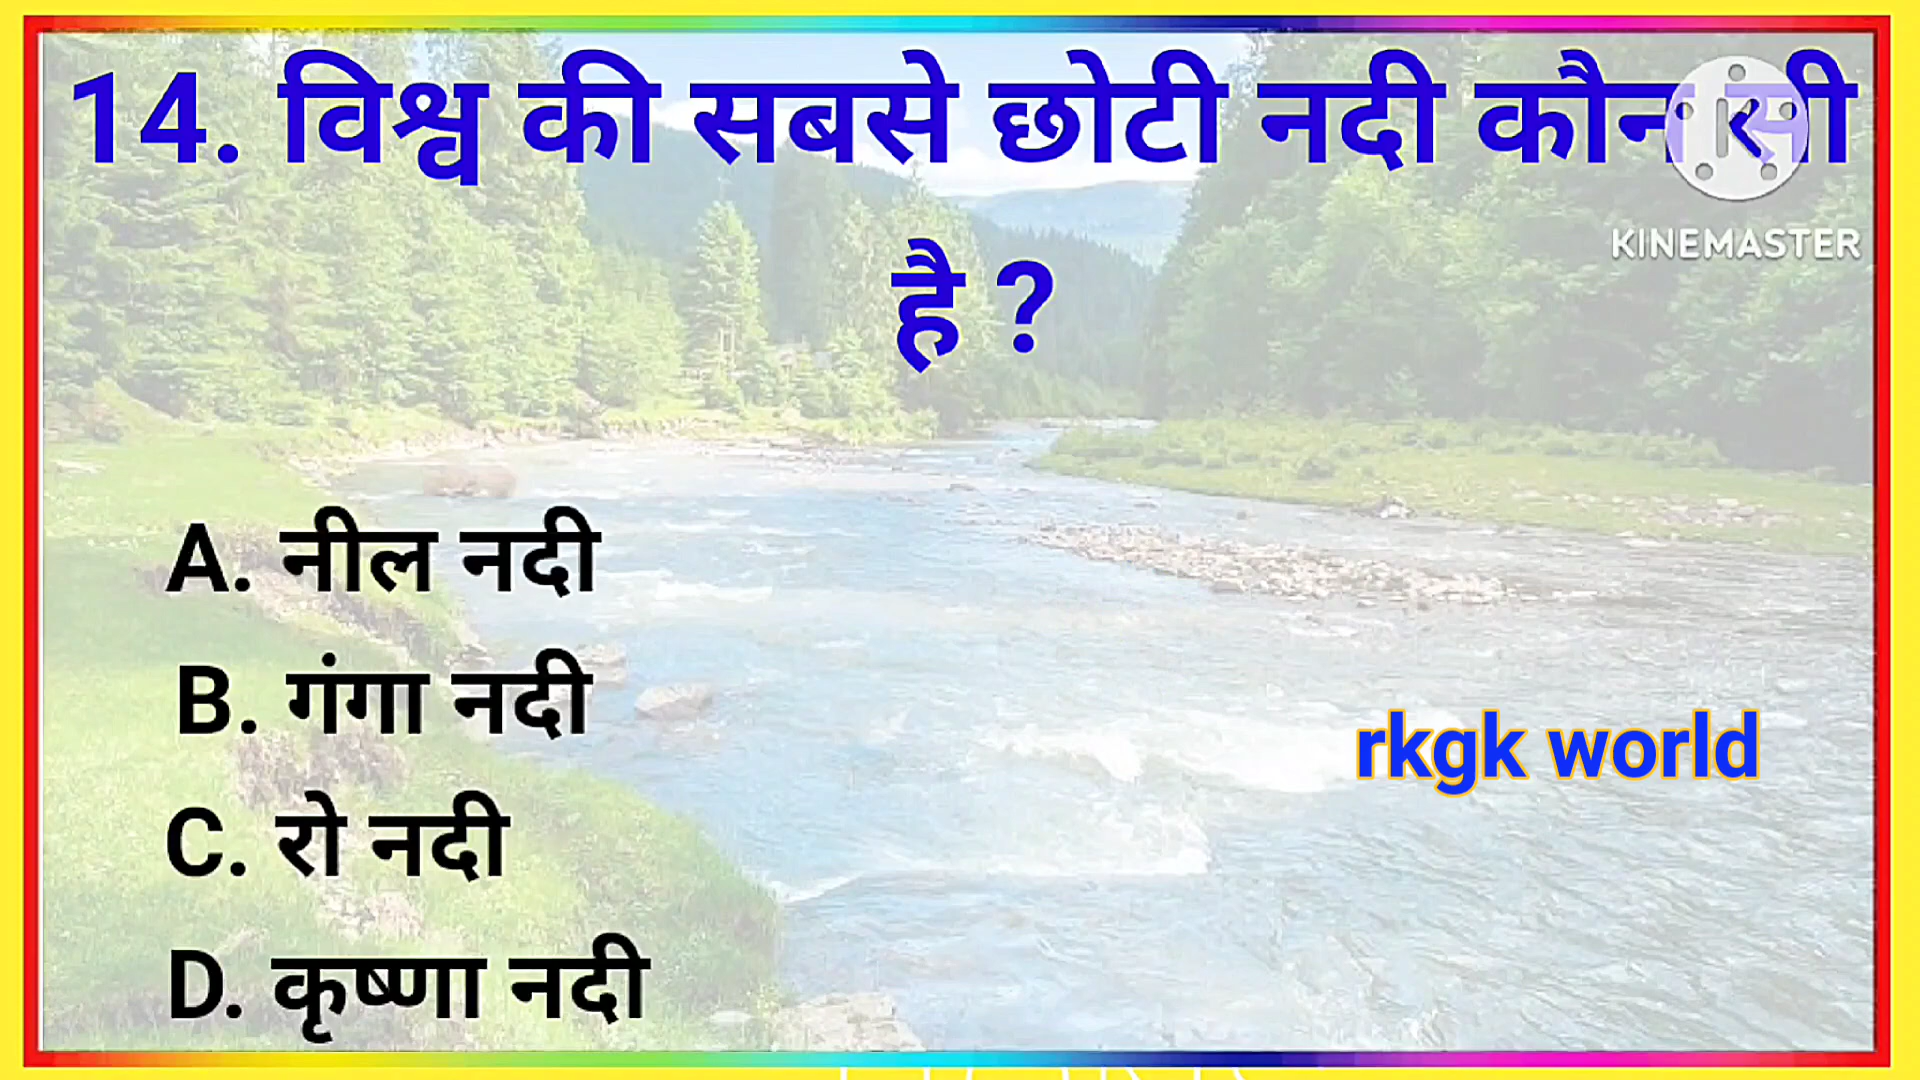 14. विश्व की सबसे छोटी नदी कौन सी
है ?
KINEMASTER
A. नील नदी
B. गंगा नदी
C. रो नदी
D. कृष्णा नदी
rkgk world